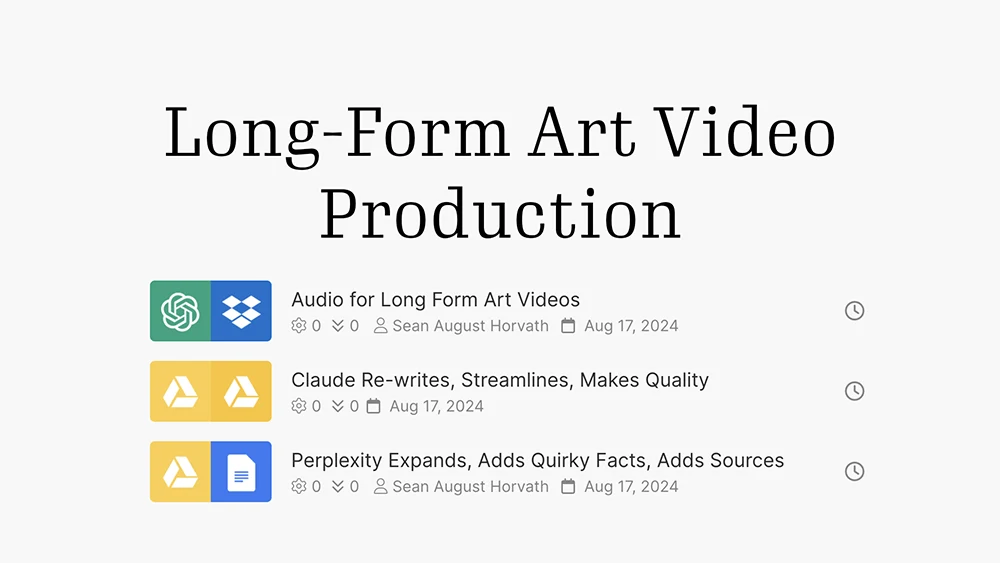 Long-Form Art Video
Production
Audio for Long Form Art Videos
0 0 Sean August Horvath Aug 17, 2024
Claude Re-writes, Streamlines, Makes Quality
0 0 Aug 17, 2024
Perplexity Expands, Adds Quirky Facts, Adds Sources
0 0 Sean August Horvath Aug 17, 2024